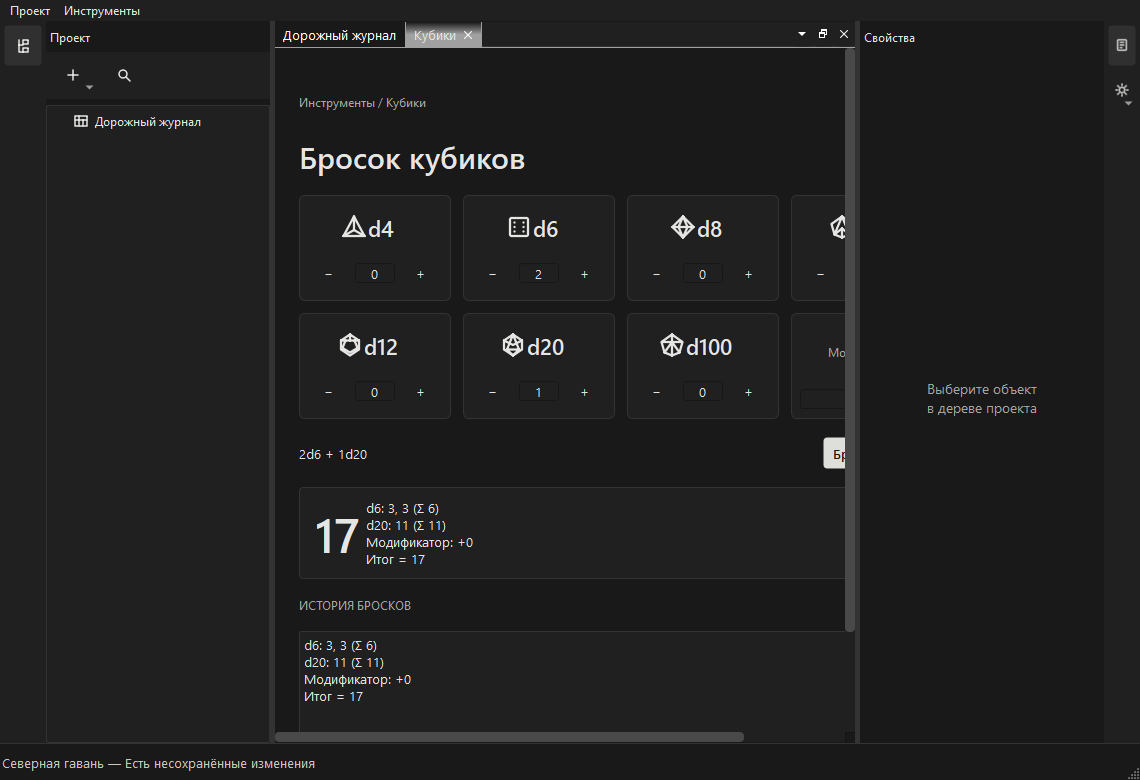 Проект Инструменты
Проект
Дорожный журнал
Дорожный журнал Кубики
Инструменты / Кубики
Бросок кубиков
d4 d6 d8
− 0 + − 2 + − 0 + −
d12 d20 d100
Мо
− 0 + − 1 + − 0 +
2d6 + 1d20
Бр
17
d6: 3, 3 (Σ 6)
d20: 11 (Σ 11)
Модификатор: +0
Итог = 17
ИСТОРИЯ БРОСКОВ
d6: 3, 3 (Σ 6)
d20: 11 (Σ 11)
Модификатор: +0
Итог = 17
Свойства
Выберите объект
в дереве проекта
Северная гавань — Есть несохранённые изменения